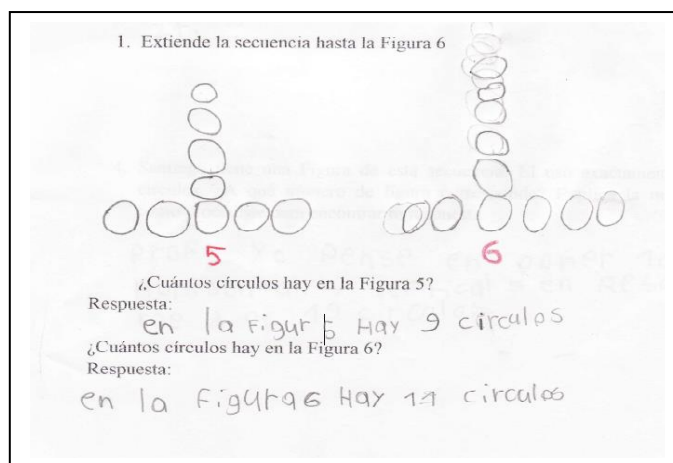 1. Extiende la secuencia hasta la Figura 6
5
6
¿Cuántos círculos hay en la Figura 5?
Respuesta:
en la Figur 5 Hay 9 circulos
¿Cuántos círculos hay en la Figura 6?
Respuesta:
en la Figura 6 Hay 11 circulos